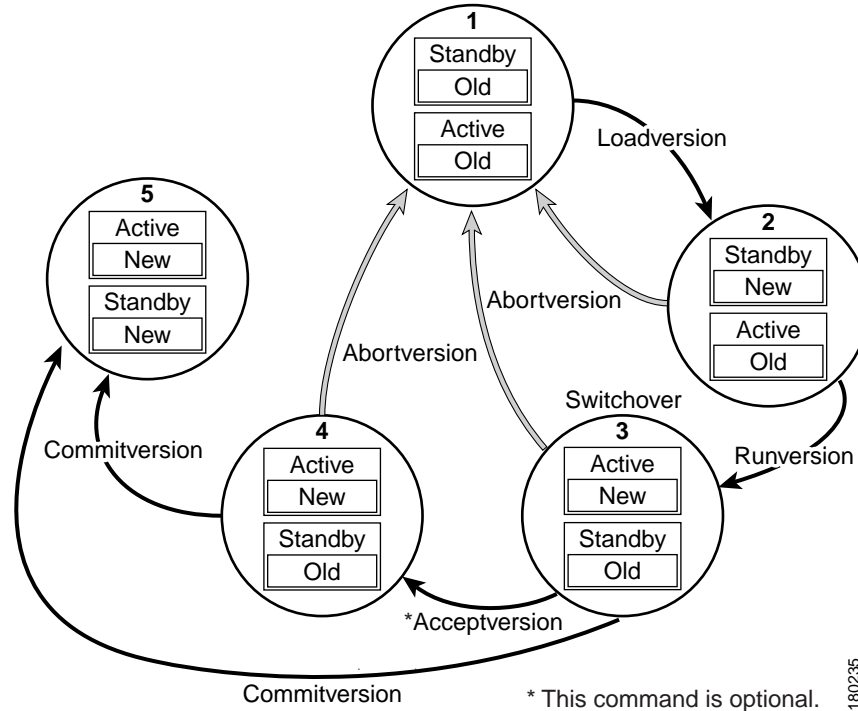 1
Standby
Old
Active
Old
Loadversion
5
Active
New
Standby
New
2
Standby
New
Active
Old
Abortversion
Abortversion
Switchover
Commitversion
4
Active
New
Standby
Old
3
Active
New
Standby
Old
Runversion
*Acceptversion
Commitversion
* This command is optional.
180235